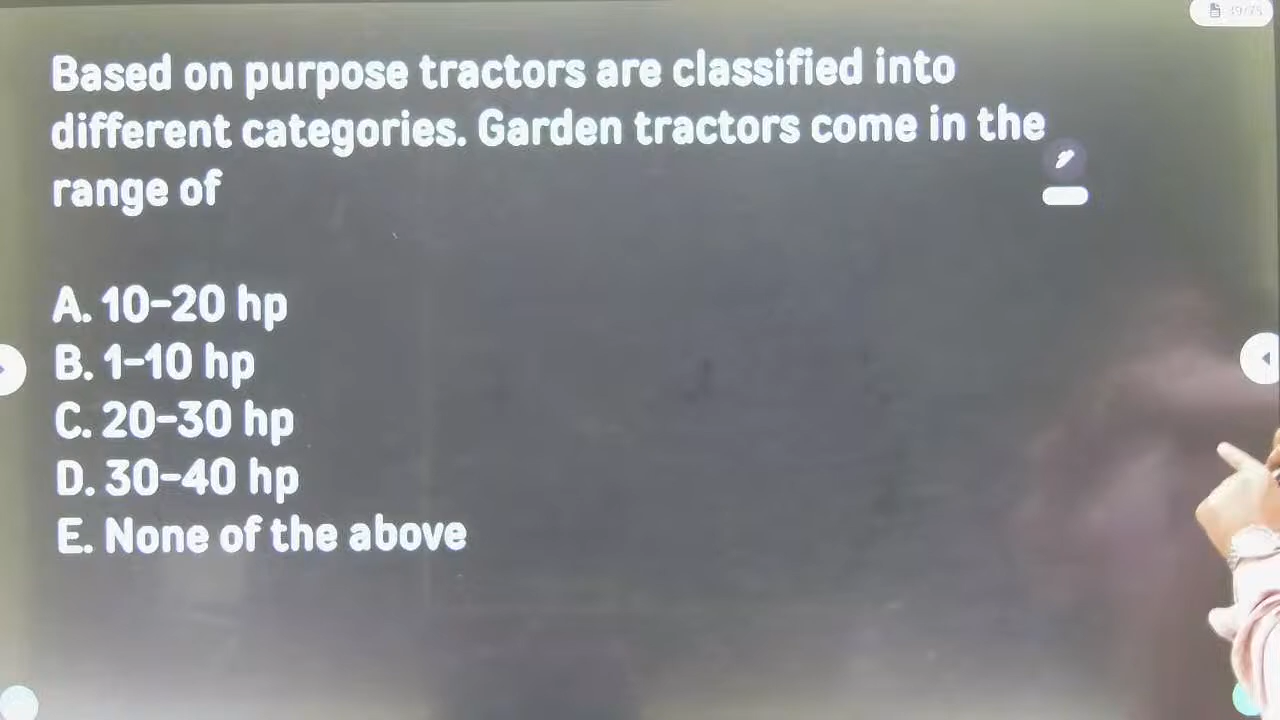 Based on purpose tractors are classified into
different categories. Garden tractors come in the
range of
A. 10-20 hp
B. 1-10 hp
C. 20-30 hp
D. 30-40 hp
E. None of the above